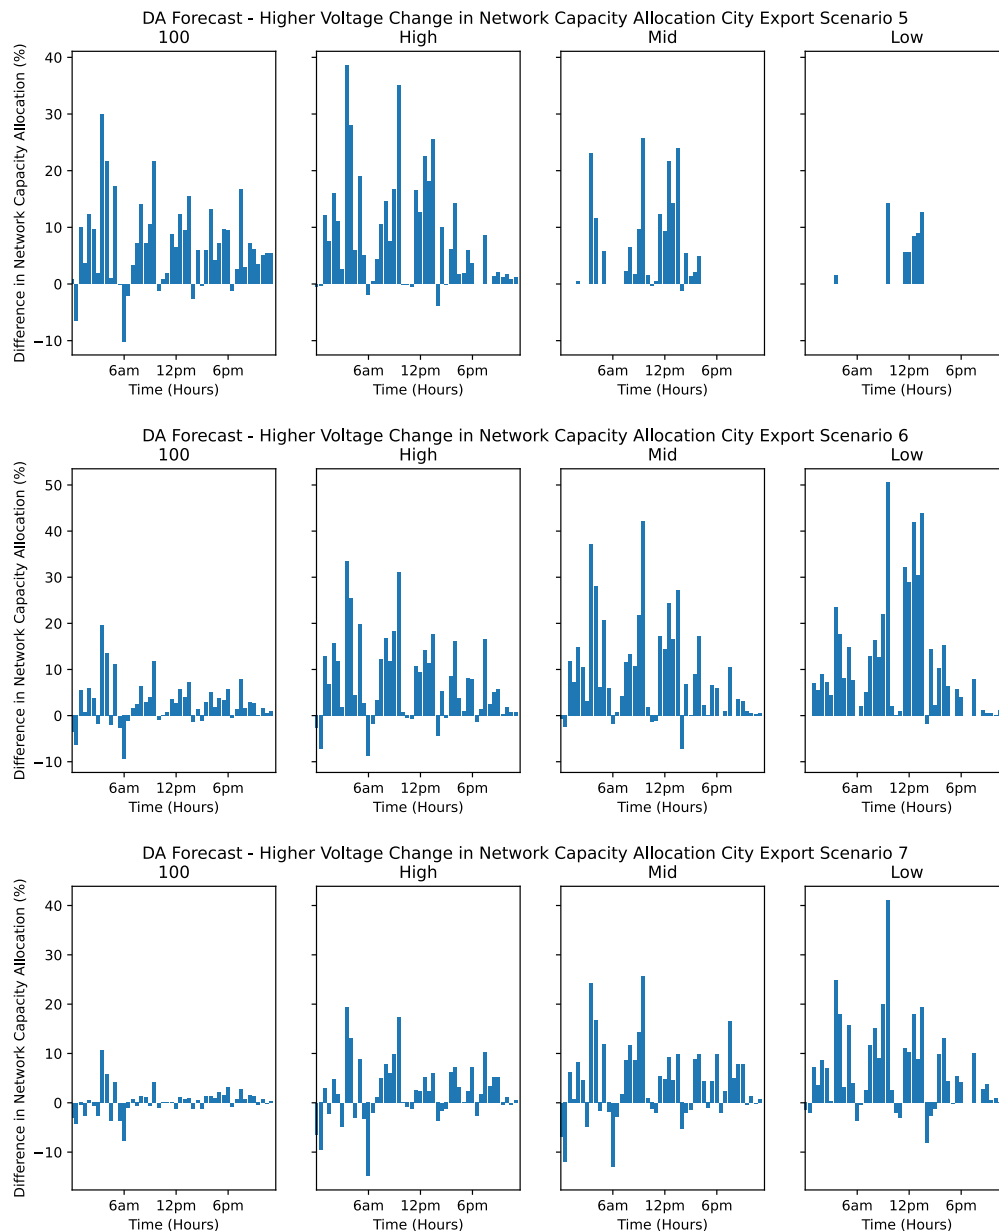 DA Forecast - Higher Voltage Change in Network Capacity Allocation City Export Scenario 5
100 High Mid Low
Difference in Network Capacity Allocation (%)
40
30
20
10
0
−10
6am 12pm 6pm 6am 12pm 6pm 6am 12pm 6pm 6am 12pm 6pm
Time (Hours) Time (Hours) Time (Hours) Time (Hours)
DA Forecast - Higher Voltage Change in Network Capacity Allocation City Export Scenario 6
100 High Mid Low
Difference in Network Capacity Allocation (%)
50
40
30
20
10
0
−10
6am 12pm 6pm 6am 12pm 6pm 6am 12pm 6pm 6am 12pm 6pm
Time (Hours) Time (Hours) Time (Hours) Time (Hours)
DA Forecast - Higher Voltage Change in Network Capacity Allocation City Export Scenario 7
100 High Mid Low
Difference in Network Capacity Allocation (%)
40
30
20
10
0
−10
6am 12pm 6pm 6am 12pm 6pm 6am 12pm 6pm 6am 12pm 6pm
Time (Hours) Time (Hours) Time (Hours) Time (Hours)